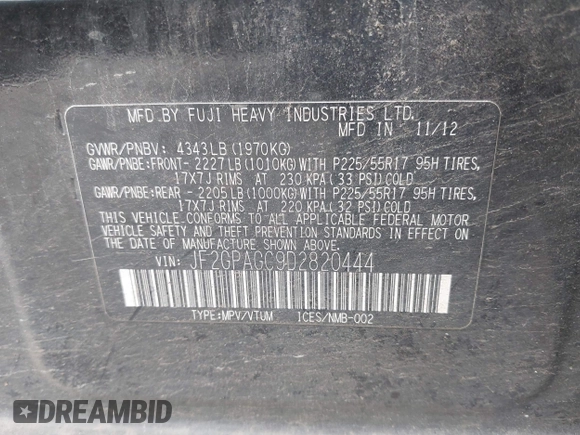 MFD.BY FUJI HEAVY INDUSTRIES LTD.
MFD IN 11/12
GVWR/PNBV: 4343LB(1970KG)
GAWR/PNBE:FRONT- 2227LB(1010KG)WITH P225/55R17 95H TIRES,
17X7J RIMS AT 230 KPA( 33 PSI)COLD
GAWR/PNBE:REAR - 2205LB(1000KG)WITH P225/55R17 95H TIRES,
17X7J RIMS AT 220 KPA( 32 PSI)COLD
THIS VEHICLE CONFORMS TO ALL APPLICABLE FEDERAL MOTOR
VEHICLE SAFETY AND THEFT PREVENTION STANDARDS IN EFFECT
ON THE DATE OF MANUFACTURE SHOWN ABOVE.
VIN: JF2GPAGC9D2820444
TYPE:MPV/VTUM ICES/NMB-002
DREAMBID